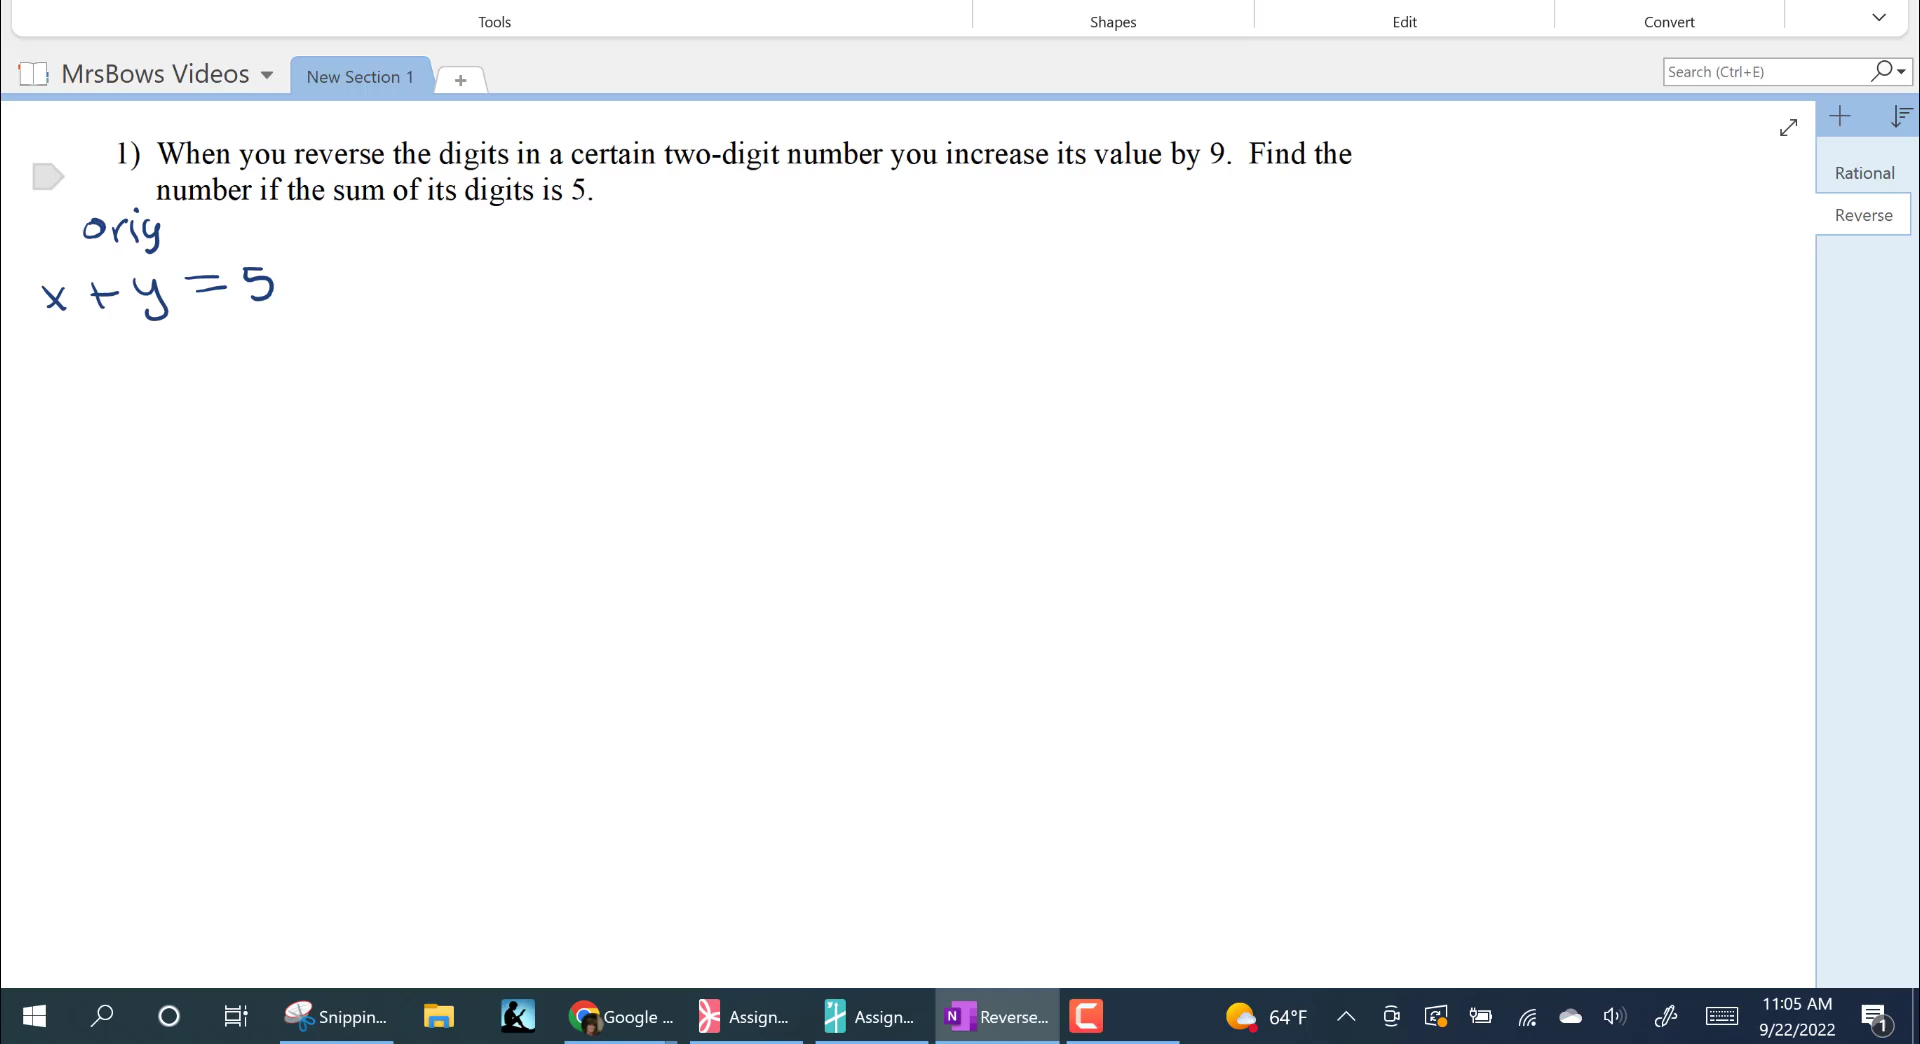 Tools Shapes Edit Convert
MrsBows Videos New Section 1 + Search (Ctrl+E)
1) When you reverse the digits in a certain two-digit number you increase its value by 9. Find the
number if the sum of its digits is 5.
orig
x + y = 5
Rational
Reverse
Snippin... Google ... Assign... Assign... N Reverse... 64°F 11:05 AM
9/22/2022 1